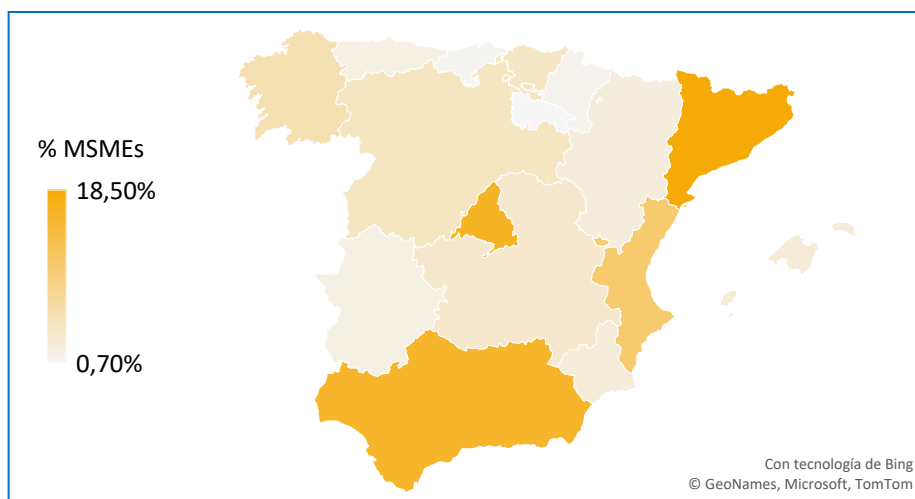 % MSMEs
18,50%
0,70%
Con tecnología de Bing
© GeoNames, Microsoft, TomTom